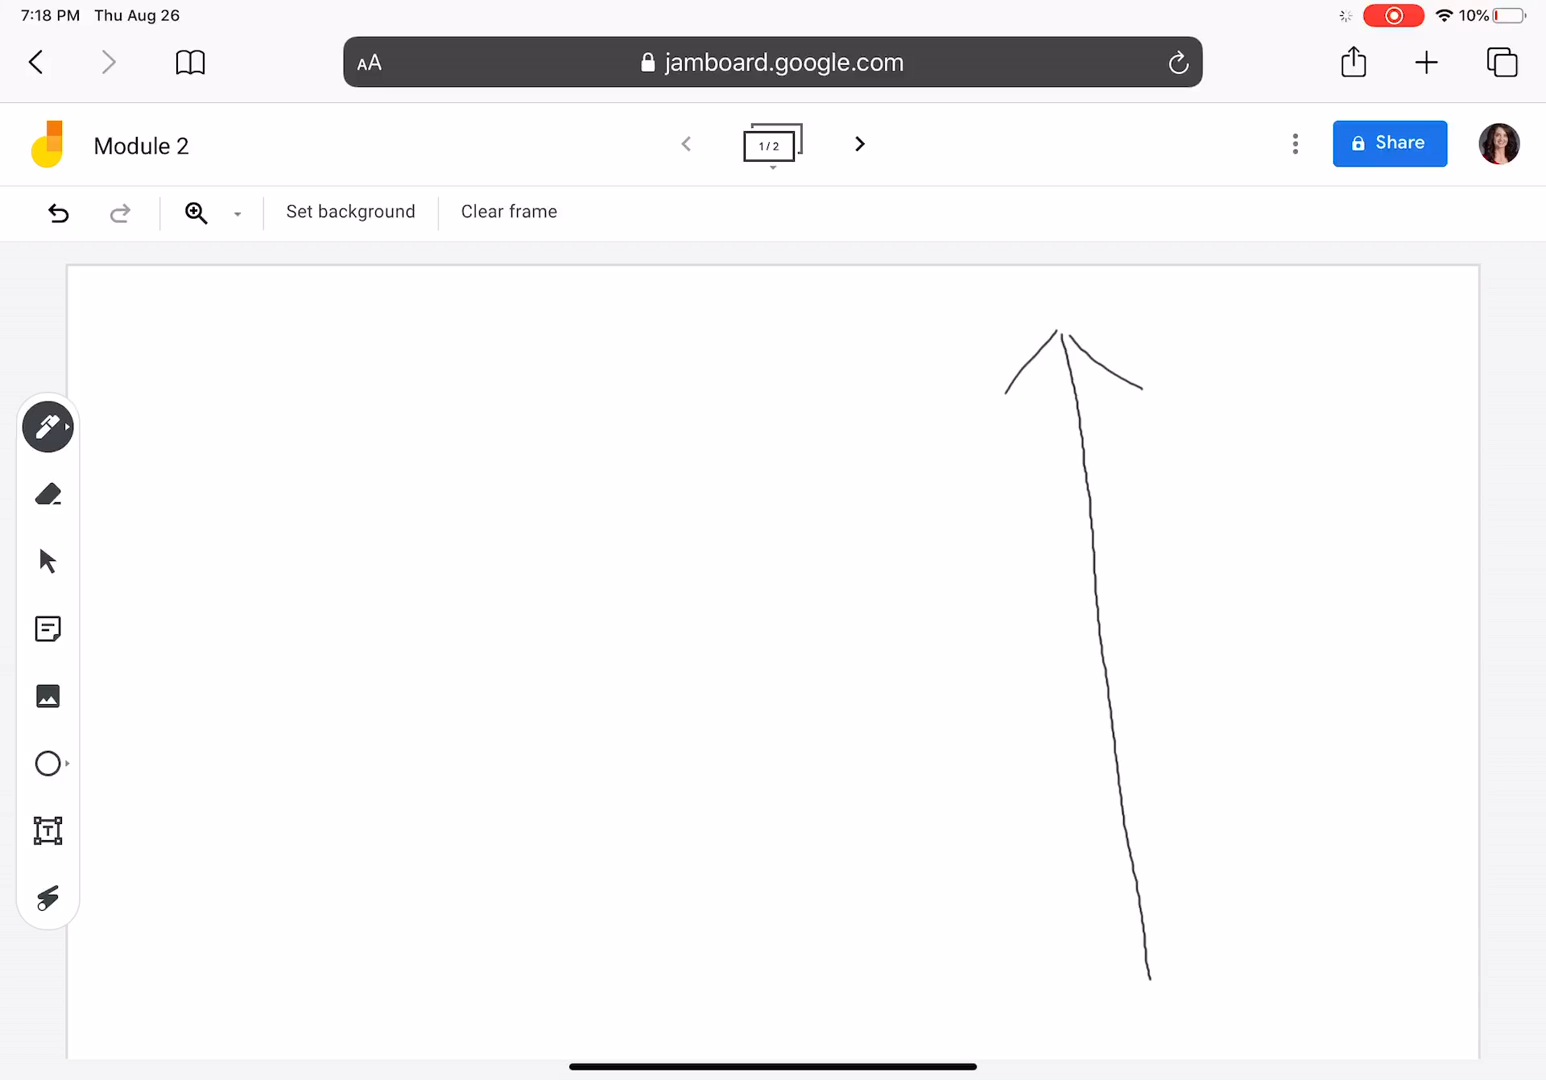 7:18 PM Thu Aug 26 10%
AA jamboard.google.com
Module 2 1 / 2 Share
Set background Clear frame
T